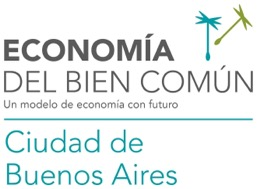 ECONOMÍA
DEL BIEN COMÚN
Un modelo de economía con futuro
Ciudad de
Buenos Aires